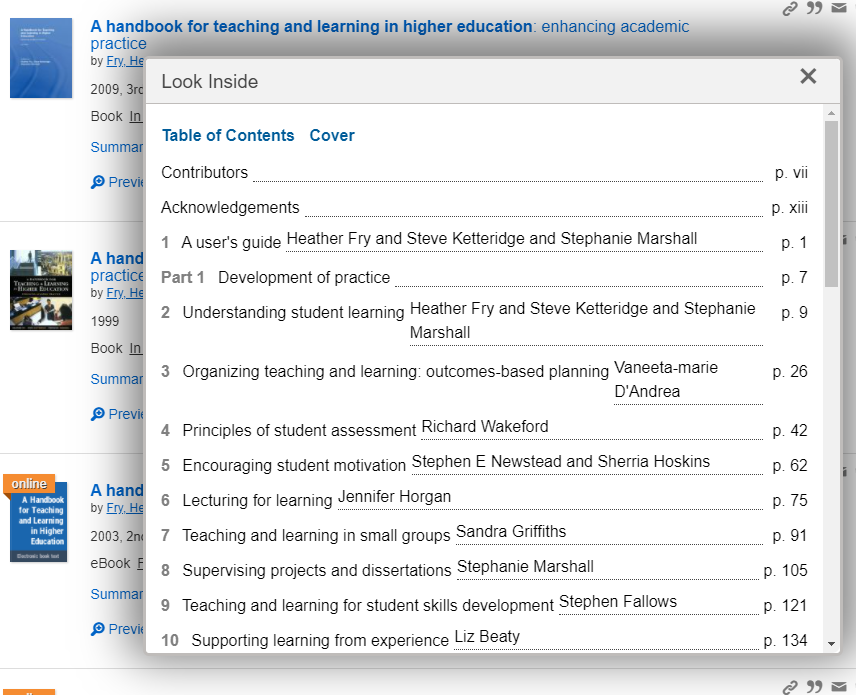 A handbook for teaching and learning in higher education: enhancing academic
practice
by Fry, He
2009, 3rd
Book In
Summar
Previe
Look Inside
Table of Contents Cover
Contributors p. vii
Acknowledgements p. xiii
1 A user's guide Heather Fry and Steve Ketteridge and Stephanie Marshall p. 1
Part 1 Development of practice p. 7
2 Understanding student learning Heather Fry and Steve Ketteridge and Stephanie
Marshall p. 9
3 Organizing teaching and learning: outcomes-based planning Vaneeta-marie
D'Andrea p. 26
4 Principles of student assessment Richard Wakeford p. 42
5 Encouraging student motivation Stephen E Newstead and Sherria Hoskins p. 62
6 Lecturing for learning Jennifer Horgan p. 75
7 Teaching and learning in small groups Sandra Griffiths p. 91
8 Supervising projects and dissertations Stephanie Marshall p. 105
9 Teaching and learning for student skills development Stephen Fallows p. 121
10 Supporting learning from experience Liz Beaty p. 134
A hand
practice
by Fry, He
1999
Book In
Summar
Previe
A Handbook for
Teaching & Learning
in Higher Education
online
A Handbook
for Teaching
and Learning
in Higher
Education
Electronic book text
A hand
by Fry, He
2003, 2nd
eBook F
Summar
Previe